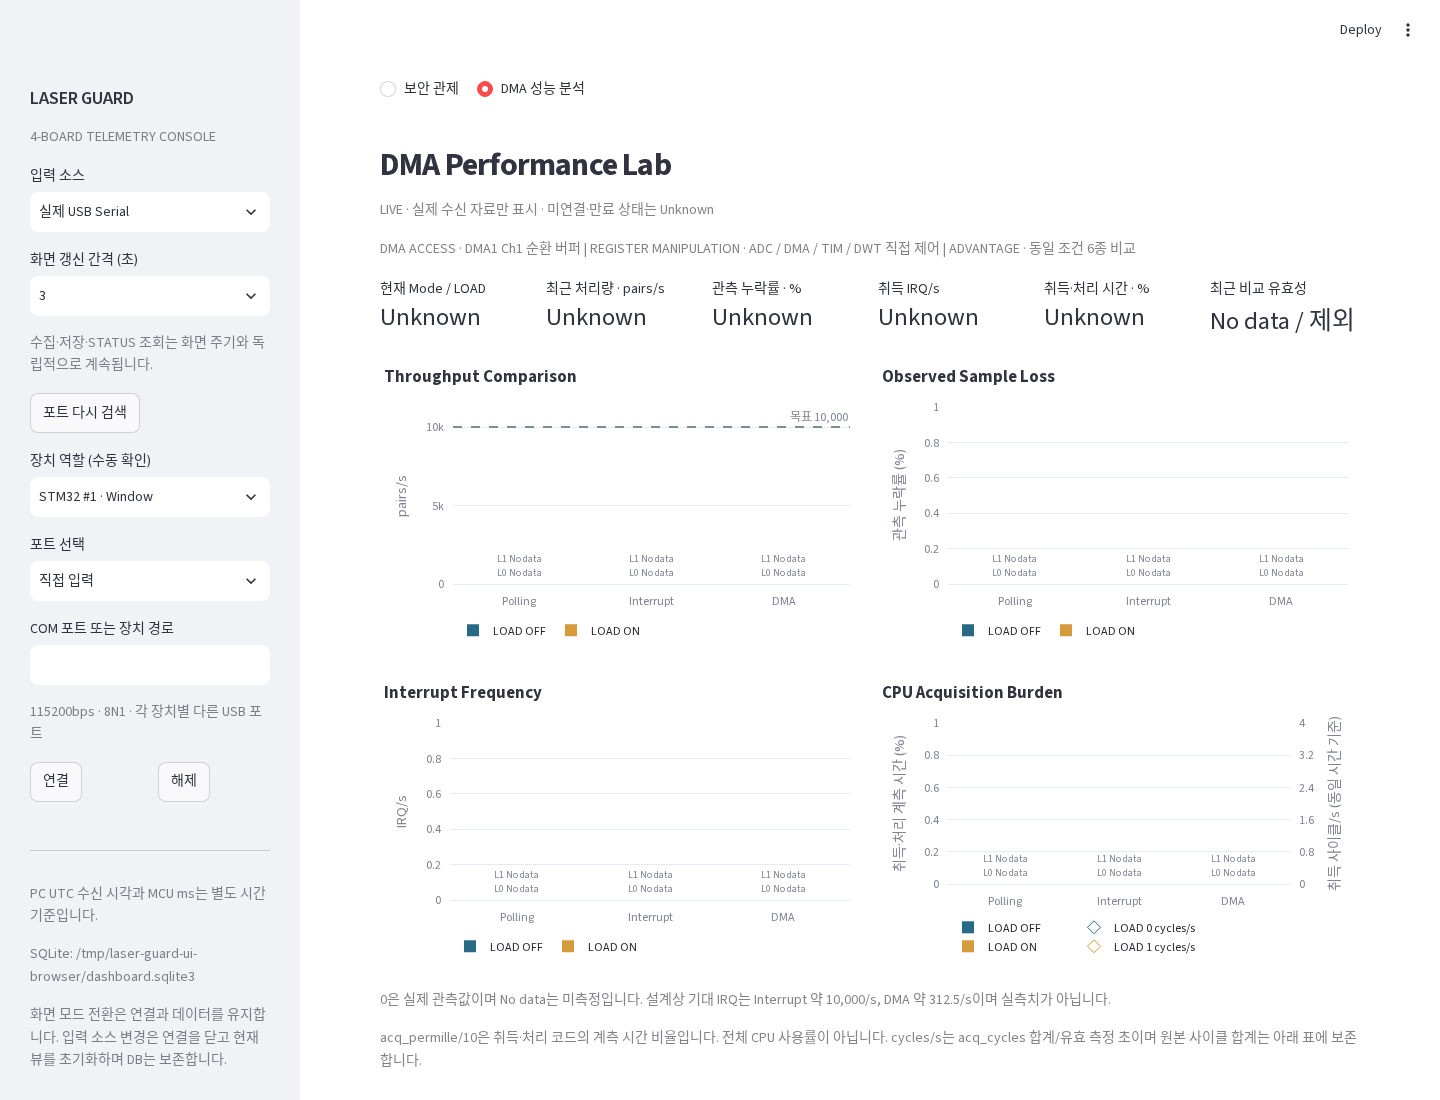 Deploy
LASER GUARD
4-BOARD TELEMETRY CONSOLE
입력 소스
실제 USB Serial
화면 갱신 간격 (초)
3
수집·저장·STATUS 조회는 화면 주기와 독
립적으로 계속됩니다.
포트 다시 검색
장치 역할 (수동 확인)
STM32 #1 · Window
포트 선택
직접 입력
COM 포트 또는 장치 경로
115200bps · 8N1 · 각 장치별 다른 USB 포
트
연결
해제
PC UTC 수신 시각과 MCU ms는 별도 시간
기준입니다.
SQLite: /tmp/laser-guard-ui-
browser/dashboard.sqlite3
화면 모드 전환은 연결과 데이터를 유지합
니다. 입력 소스 변경은 연결을 닫고 현재
뷰를 초기화하며 DB는 보존합니다.
보안 관제
DMA 성능 분석
DMA Performance Lab
LIVE · 실제 수신 자료만 표시 · 미연결·만료 상태는 Unknown
DMA ACCESS · DMA1 Ch1 순환 버퍼 | REGISTER MANIPULATION · ADC / DMA / TIM / DWT 직접 제어 | ADVANTAGE · 동일 조건 6종 비교
현재 Mode / LOAD
Unknown
최근 처리량 · pairs/s
Unknown
관측 누락률 · %
Unknown
취득 IRQ/s
Unknown
취득·처리 시간 · %
Unknown
최근 비교 유효성
No data / 제외
Throughput Comparison
목표 10,000
10k
5k
0
pairs/s
L1 No data
L0 No data
L1 No data
L0 No data
L1 No data
L0 No data
Polling
Interrupt
DMA
LOAD OFF
LOAD ON
Observed Sample Loss
1
0.8
0.6
0.4
0.2
0
관측 누락률 (%)
L1 No data
L0 No data
L1 No data
L0 No data
L1 No data
L0 No data
Polling
Interrupt
DMA
LOAD OFF
LOAD ON
Interrupt Frequency
1
0.8
0.6
0.4
0.2
0
IRQ/s
L1 No data
L0 No data
L1 No data
L0 No data
L1 No data
L0 No data
Polling
Interrupt
DMA
LOAD OFF
LOAD ON
CPU Acquisition Burden
1
0.8
0.6
0.4
0.2
0
취득·처리 계측 시간 (%)
4
3.2
2.4
1.6
0.8
0
취득 사이클/s (동일 시간 기준)
L1 No data
L0 No data
L1 No data
L0 No data
L1 No data
L0 No data
Polling
Interrupt
DMA
LOAD OFF
LOAD 0 cycles/s
LOAD ON
LOAD 1 cycles/s
0은 실제 관측값이며 No data는 미측정입니다. 설계상 기대 IRQ는 Interrupt 약 10,000/s, DMA 약 312.5/s이며 실측치가 아닙니다.
acq_permille/10은 취득·처리 코드의 계측 시간 비율입니다. 전체 CPU 사용률이 아닙니다. cycles/s는 acq_cycles 합계/유효 측정 초이며 원본 사이클 합계는 아래 표에 보존
합니다.